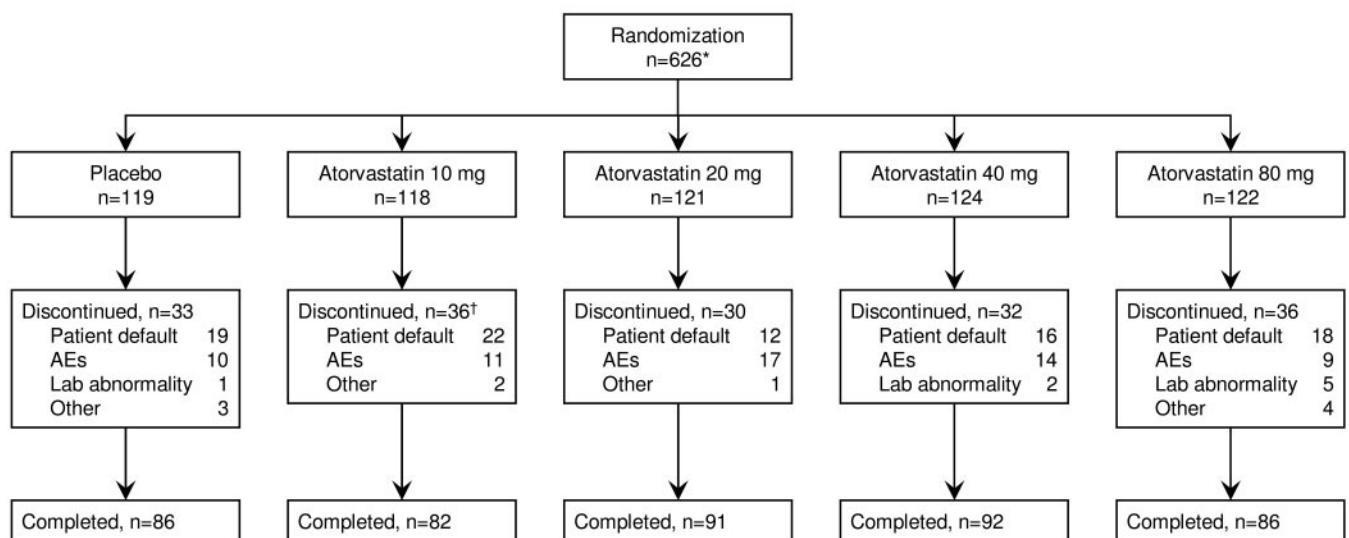 Randomization
n=626*
Placebo
n=119
Atorvastatin 10 mg
n=118
Atorvastatin 20 mg
n=121
Atorvastatin 40 mg
n=124
Atorvastatin 80 mg
n=122
Discontinued, n=33
Patient default 19
AEs 10
Lab abnormality 1
Other 3
Discontinued, n=36†
Patient default 22
AEs 11
Other 2
Discontinued, n=30
Patient default 12
AEs 17
Other 1
Discontinued, n=32
Patient default 16
AEs 14
Lab abnormality 2
Discontinued, n=36
Patient default 18
AEs 9
Lab abnormality 5
Other 4
Completed, n=86
Completed, n=82
Completed, n=91
Completed, n=92
Completed, n=86